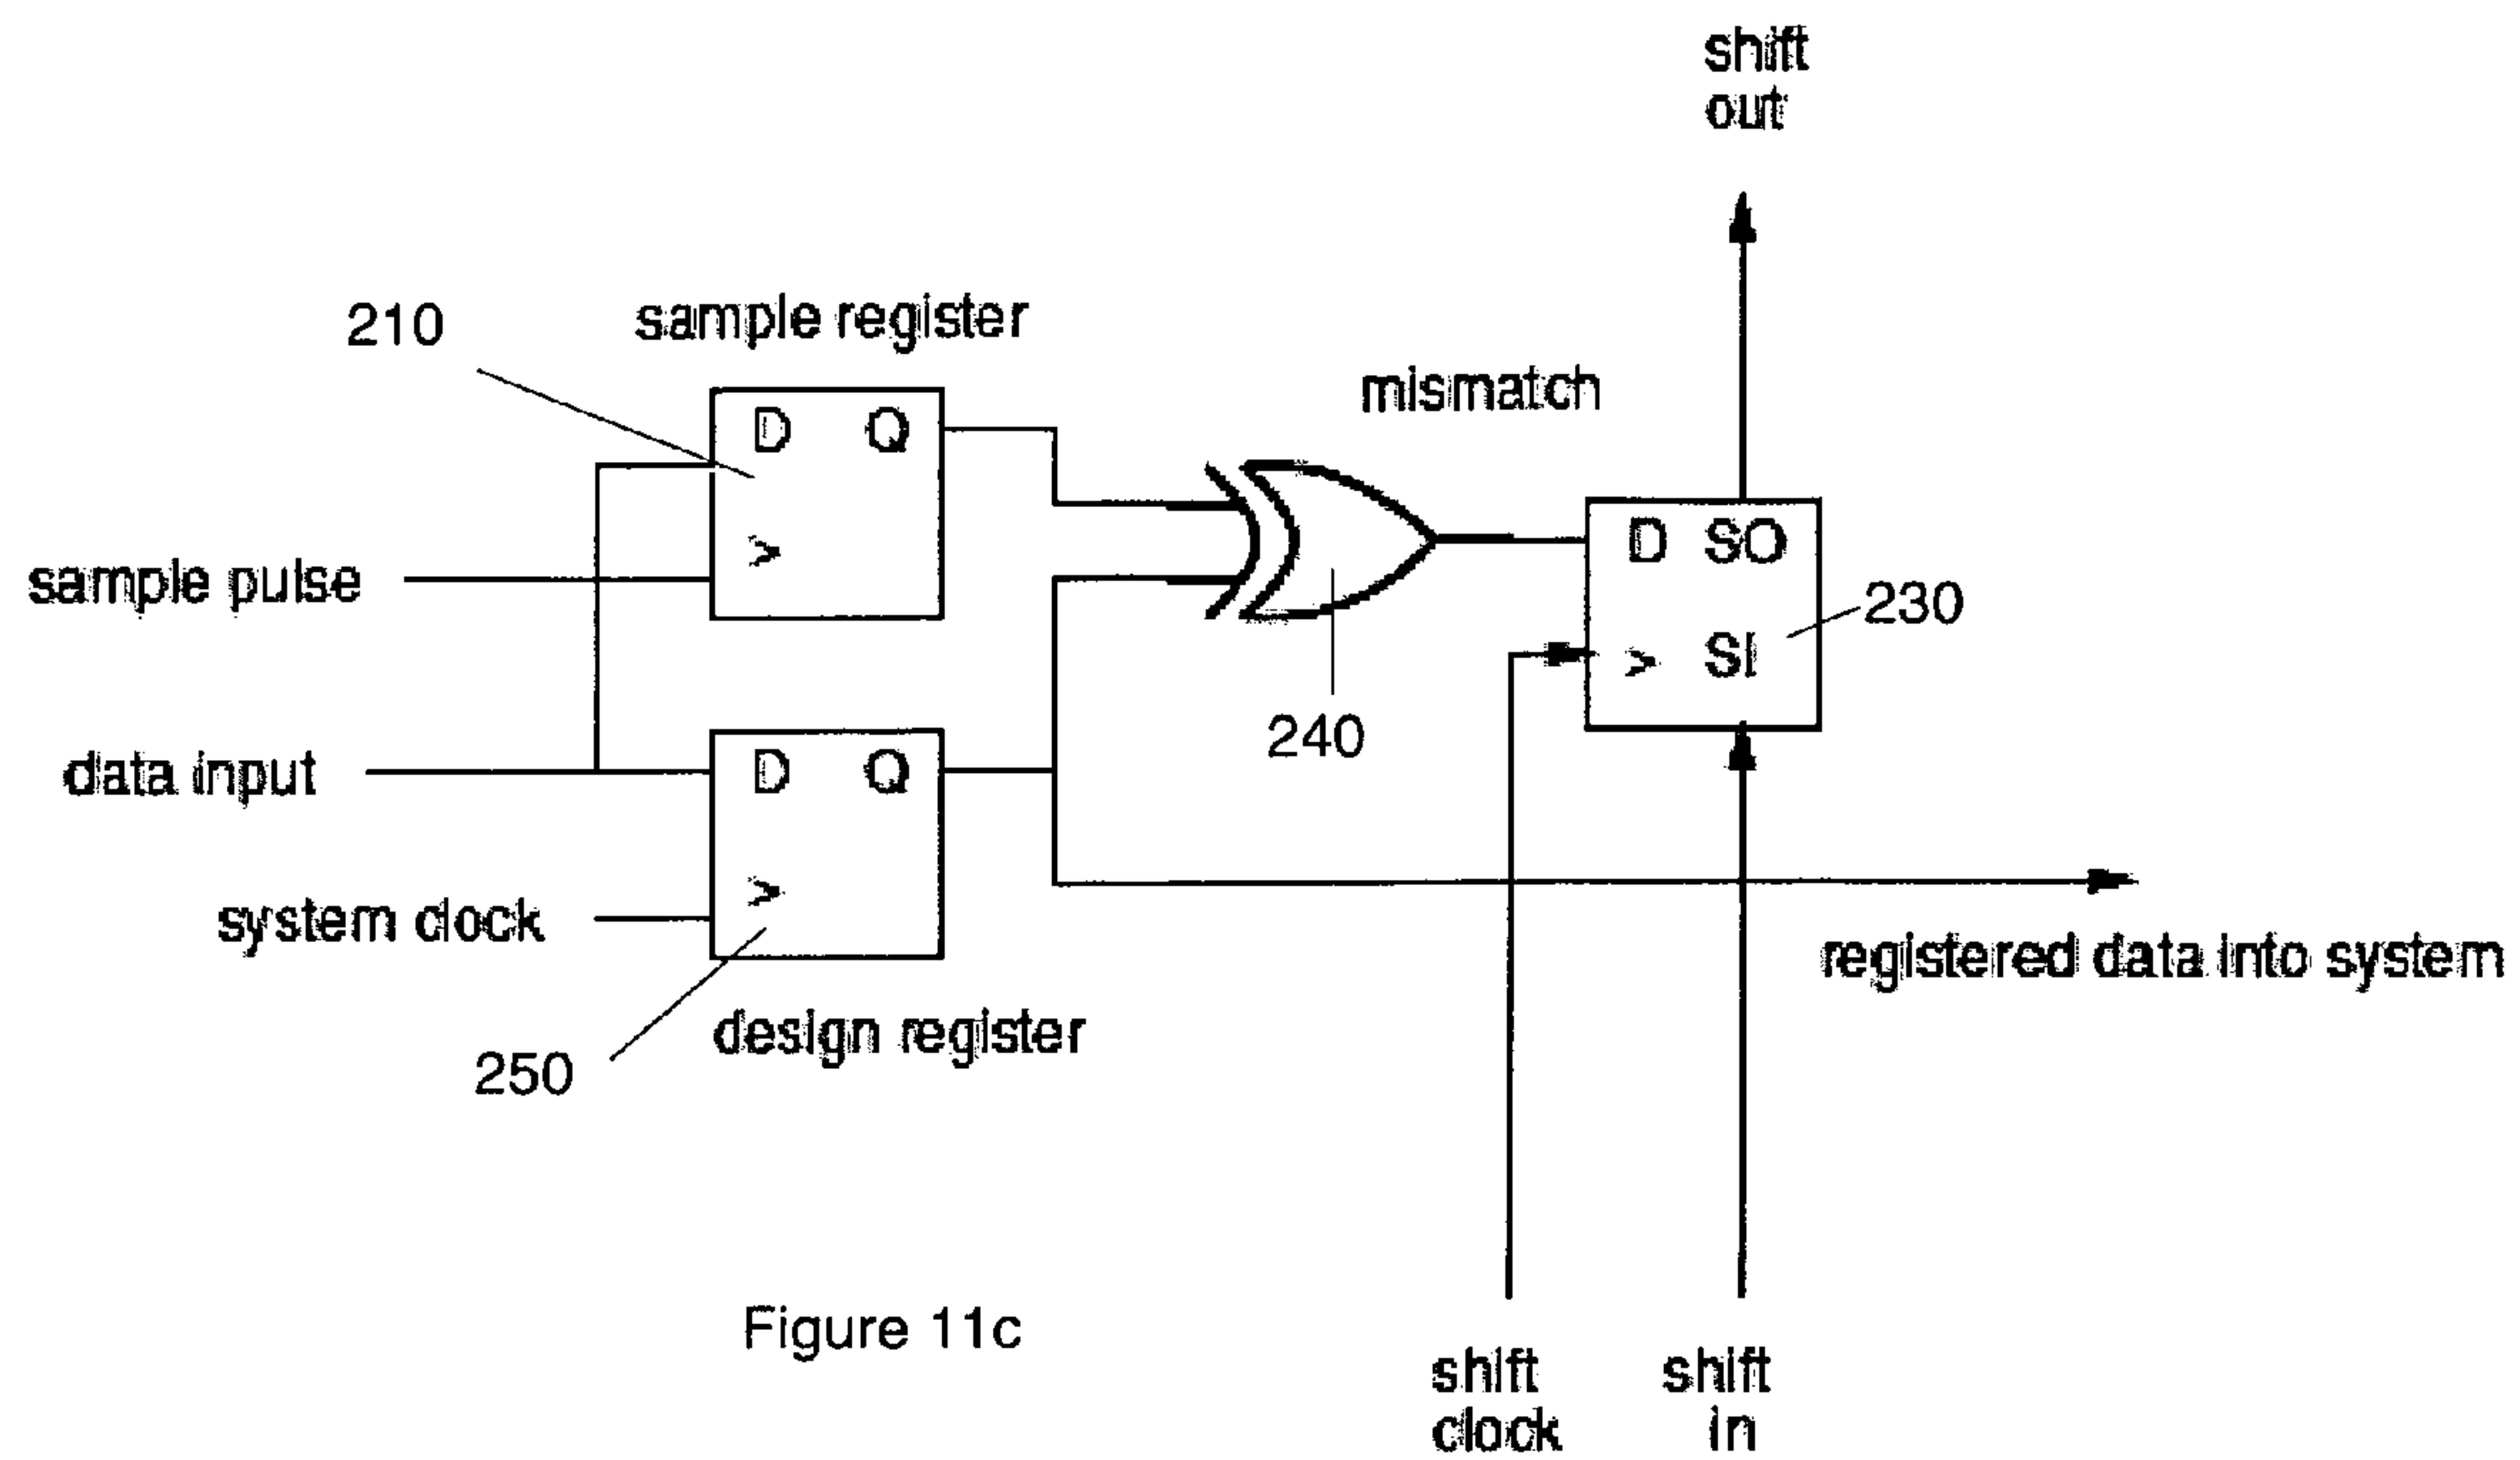 shift
out
210
sample register
mismatch
D Q
>
sample pulse
D SO
> SI
230
240
data input
D Q
>
system clock
registered data into system
design register
250
Figure 11c
shift
clock
shift
in